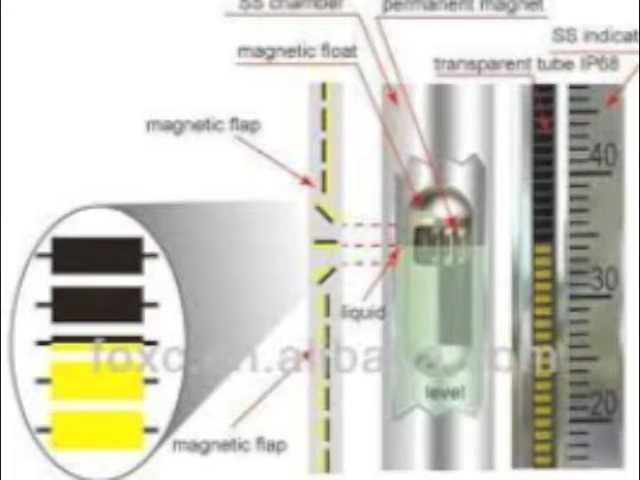 SS chamber
permanent magnet
magnetic float
SS indicat
transparent tube IP68
magnetic flap
40
30
liquid
level
20
magnetic flap